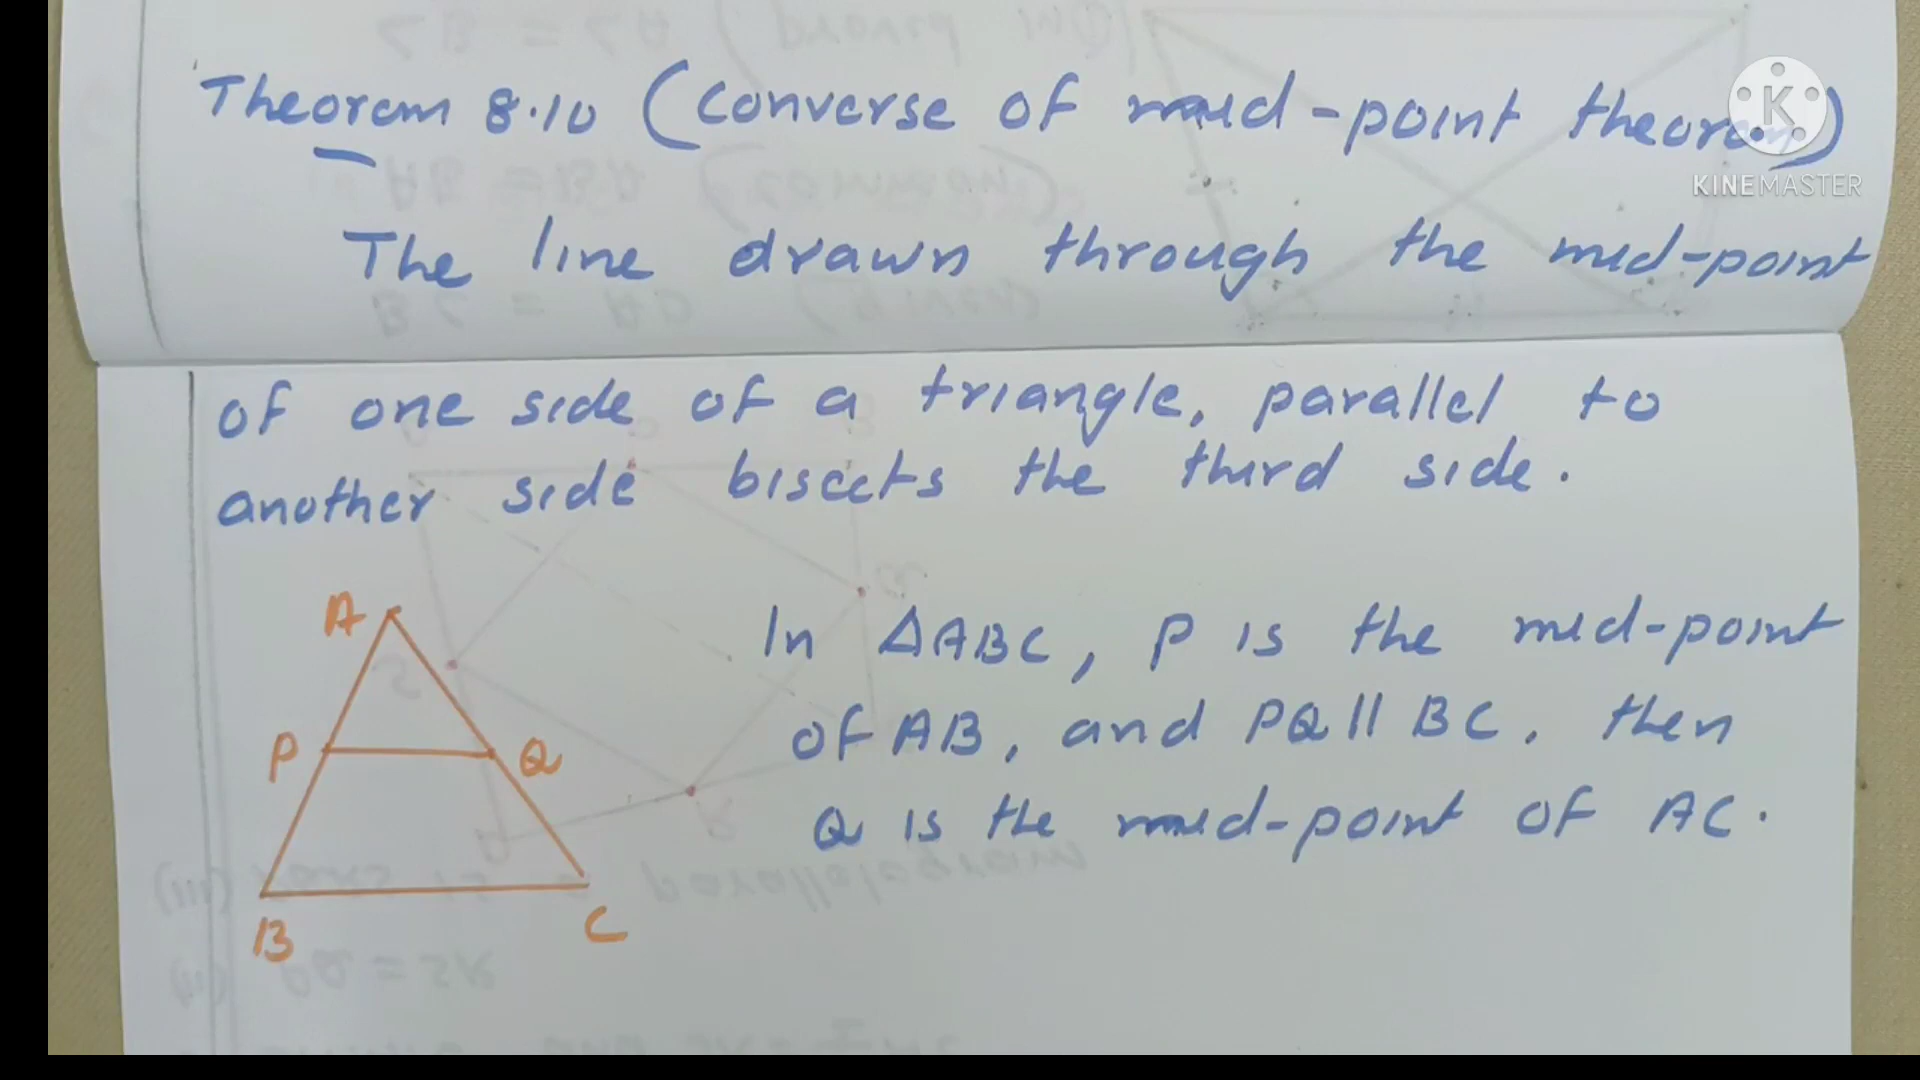 Theorem 8.10 (converse of mid-point theorem)
KINEMASTER
The line drawn through the mid-point
of one side of a triangle, parallel to
another side bisects the third side.
A
In ΔABC, P is the mid-point
P Q
of AB, and PQ || BC, then
Q is the mid-point of AC.
B C